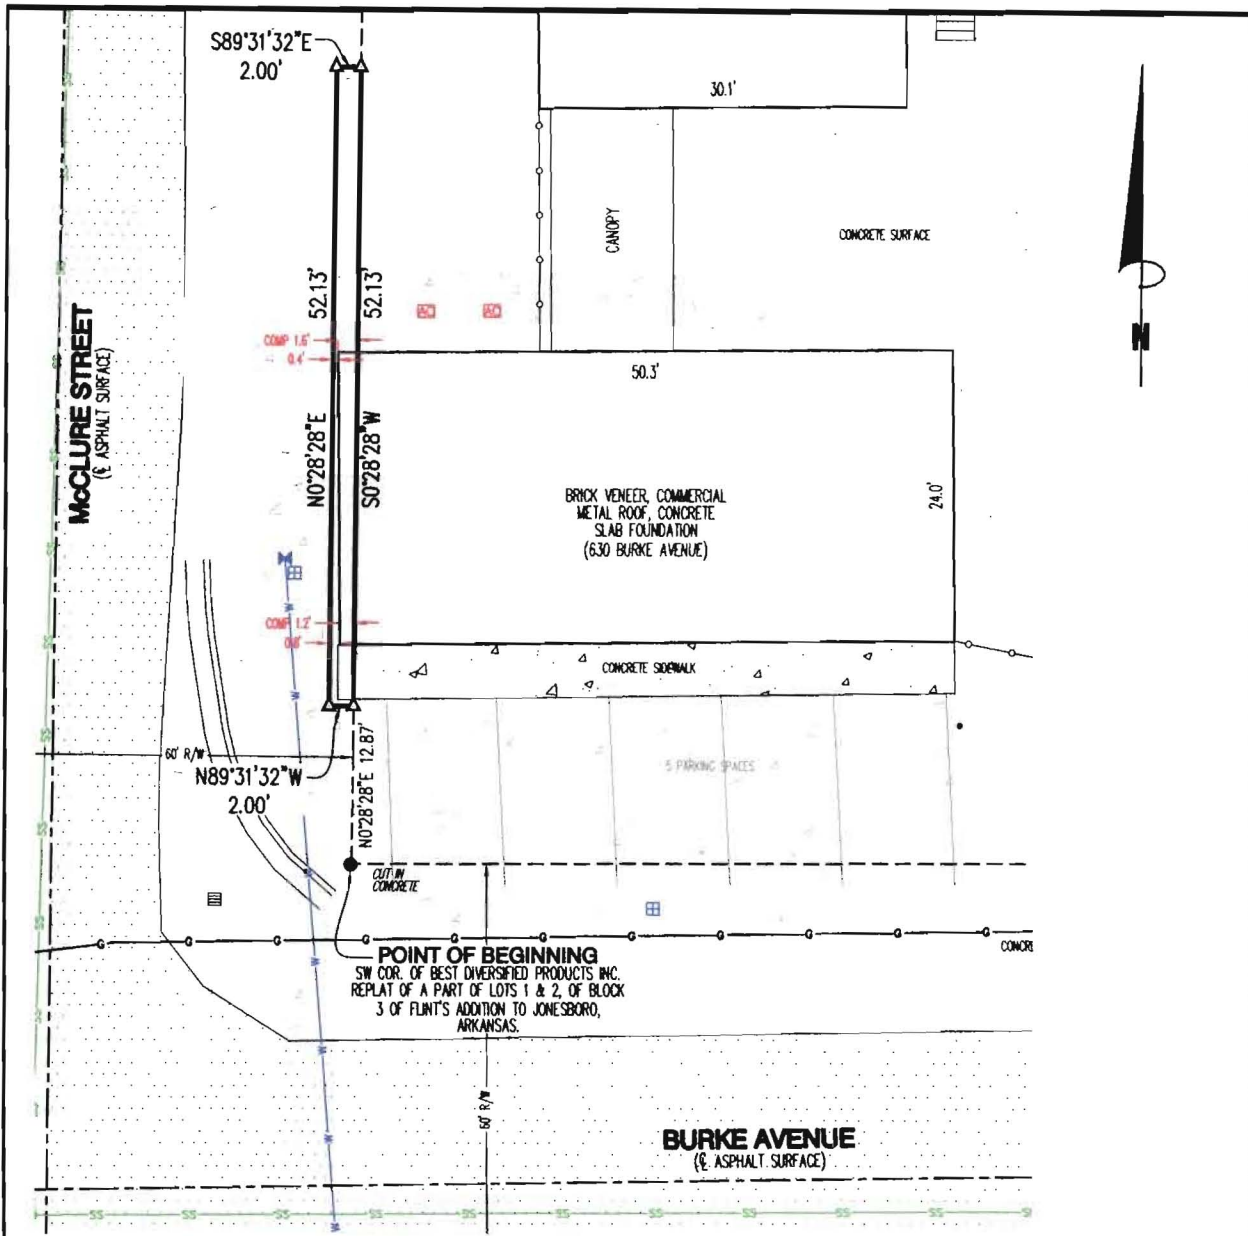 S89°31'32"E
2.00'
30.1'
CANOPY
CONCRETE SURFACE
52.13'
52.13'
AC
AC
McCLURE STREET
(℄ ASPHALT SURFACE)
COMP 1.6'
0.4'
50.3'
N0°28'28"E
S0°28'28"W
BRICK VENEER, COMMERCIAL
METAL ROOF, CONCRETE
SLAB FOUNDATION
(630 BURKE AVENUE)
24.0'
N
COMP 1.2'
0.8'
CONCRETE SIDEWALK
60' R/W
N89°31'32"W
2.00'
N0°28'28"E 12.87'
5 PARKING SPACES
CUT IN
CONCRETE
POINT OF BEGINNING
SW COR. OF BEST DIVERSIFIED PRODUCTS INC.
REPLAT OF A PART OF LOTS 1 & 2, OF BLOCK
3 OF FLINT'S ADDITION TO JONESBORO,
ARKANSAS.
CONCRE
60' R/W
BURKE AVENUE
(℄ ASPHALT SURFACE)